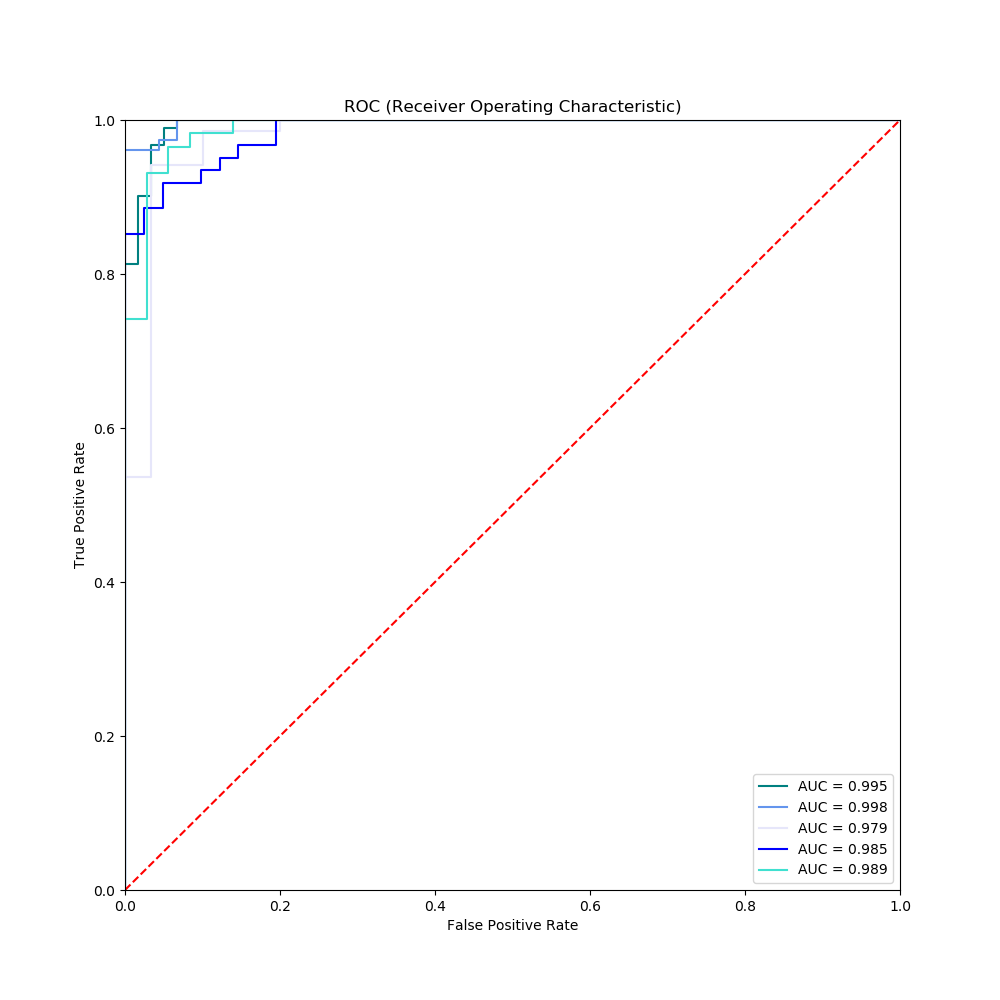 ROC (Receiver Operating Characteristic)
1.0
0.8
0.6
0.4
0.2
0.0
True Positive Rate
AUC = 0.995
AUC = 0.998
AUC = 0.979
AUC = 0.985
AUC = 0.989
0.0 0.2 0.4 0.6 0.8 1.0
False Positive Rate